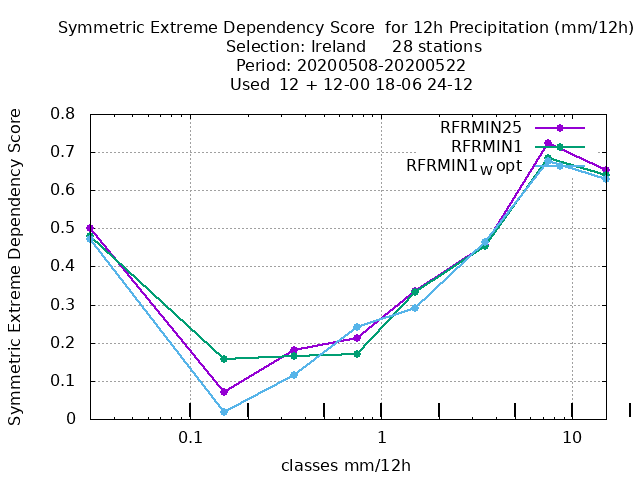 Symmetric Extreme Dependency Score for 12h Precipitation (mm/12h)
Selection: Ireland 28 stations
Period: 20200508-20200522
Used 12 + 12-00 18-06 24-12
Symmetric Extreme Dependency Score
0.8
0.7
0.6
0.5
0.4
0.3
0.2
0.1
0
RFRMIN25
RFRMIN1
RFRMIN1W opt
0.1 1 10
classes mm/12h